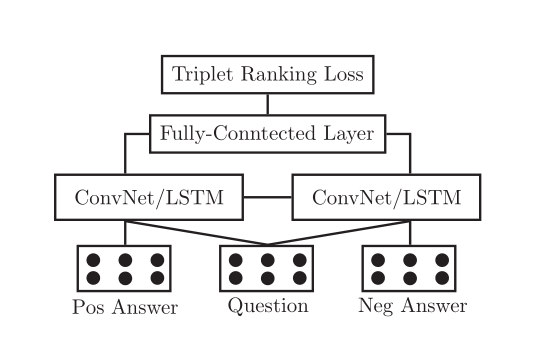 Triplet Ranking Loss
Fully-Conntected Layer
ConvNet/LSTM
ConvNet/LSTM
Pos Answer
Question
Neg Answer